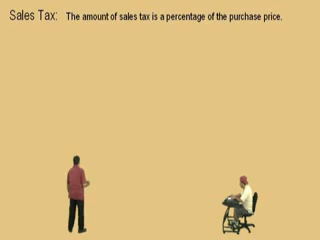 Sales Tax: The amount of sales tax is a percentage of the purchase price.